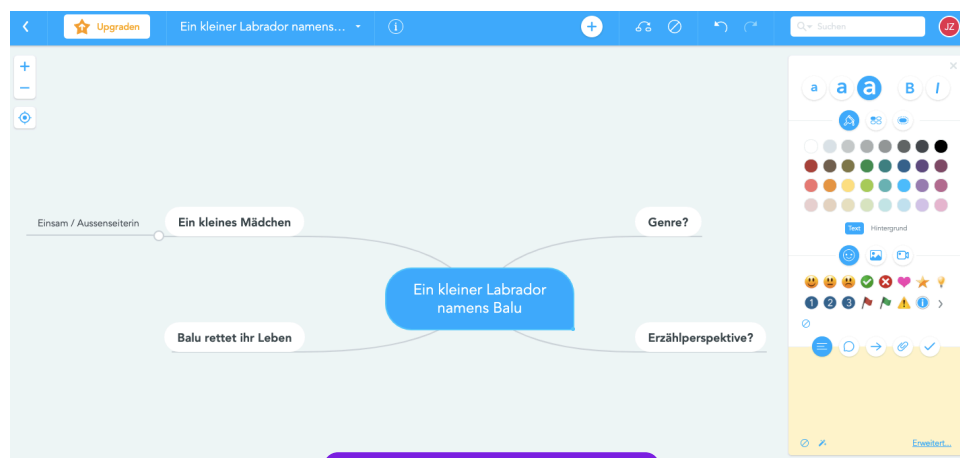 Upgraden
Ein kleiner Labrador namens...
Suchen
JZ
a a a B I
Einsam / Aussenseiterin
Ein kleines Mädchen
Genre?
Text Hintergrund
Ein kleiner Labrador
namens Balu
1 2 3
Balu rettet ihr Leben
Erzählperspektive?
Erweitert...